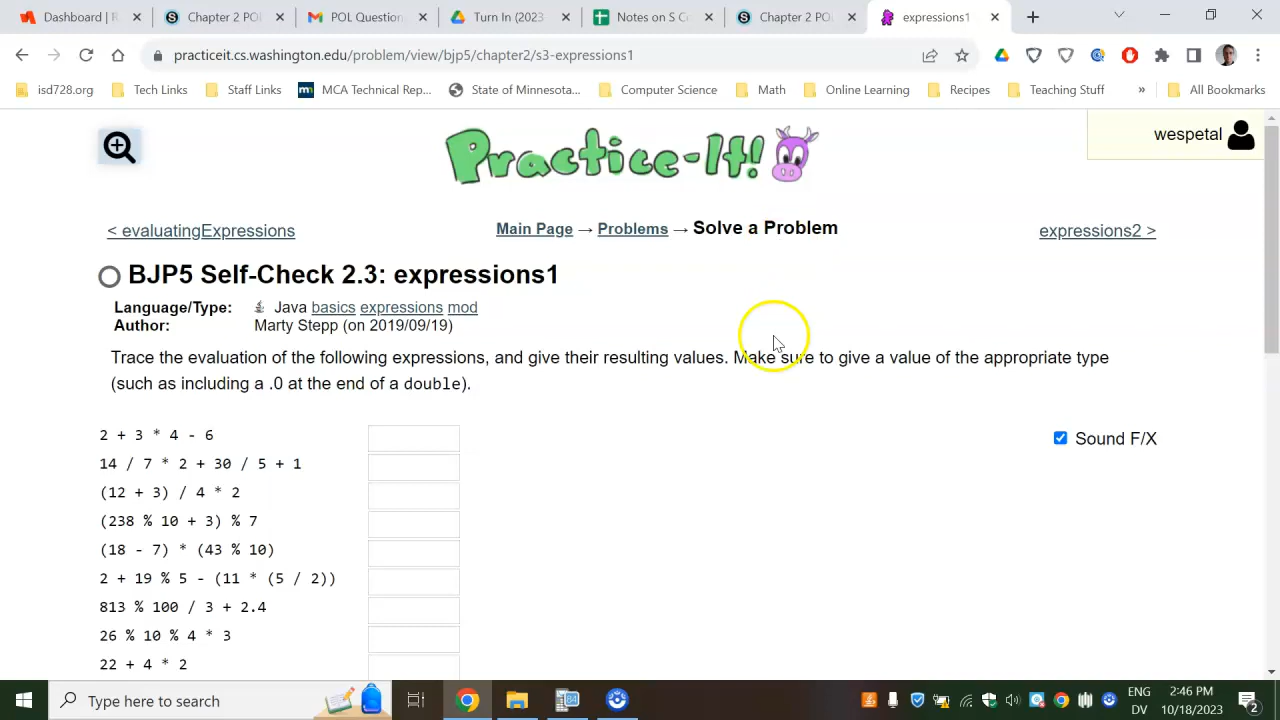 Dashboard | R
Chapter 2 POL
POL Question
Turn In (2023
Notes on S Co
Chapter 2 POL
expressions1
practiceit.cs.washington.edu/problem/view/bjp5/chapter2/s3-expressions1
isd728.org
Tech Links
Staff Links
MCA Technical Rep...
State of Minnesota...
Computer Science
Math
Online Learning
Recipes
Teaching Stuff
»
All Bookmarks
Practice-It!
wespetal
< evaluatingExpressions
Main Page → Problems → Solve a Problem
expressions2 >
BJP5 Self-Check 2.3: expressions1
Language/Type: Java basics expressions mod
Author: Marty Stepp (on 2019/09/19)
Trace the evaluation of the following expressions, and give their resulting values. Make sure to give a value of the appropriate type
(such as including a .0 at the end of a double).
2 + 3 * 4 - 6
Sound F/X
14 / 7 * 2 + 30 / 5 + 1
(12 + 3) / 4 * 2
(238 % 10 + 3) % 7
(18 - 7) * (43 % 10)
2 + 19 % 5 - (11 * (5 / 2))
813 % 100 / 3 + 2.4
26 % 10 % 4 * 3
22 + 4 * 2
Type here to search
ENG
DV
2:46 PM
10/18/2023
2